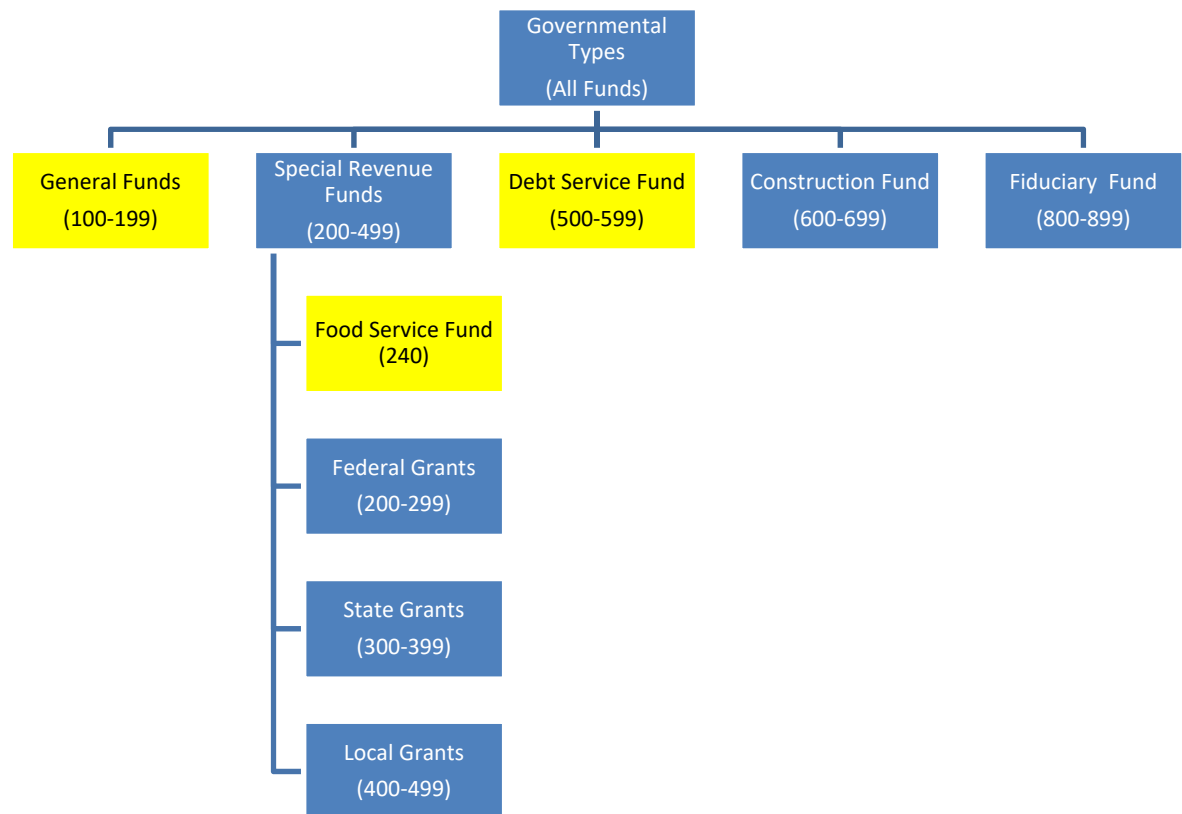 Governmental
Types
(All Funds)
General Funds
(100-199)
Special Revenue
Funds
(200-499)
Debt Service Fund
(500-599)
Construction Fund
(600-699)
Fiduciary Fund
(800-899)
Food Service Fund
(240)
Federal Grants
(200-299)
State Grants
(300-399)
Local Grants
(400-499)